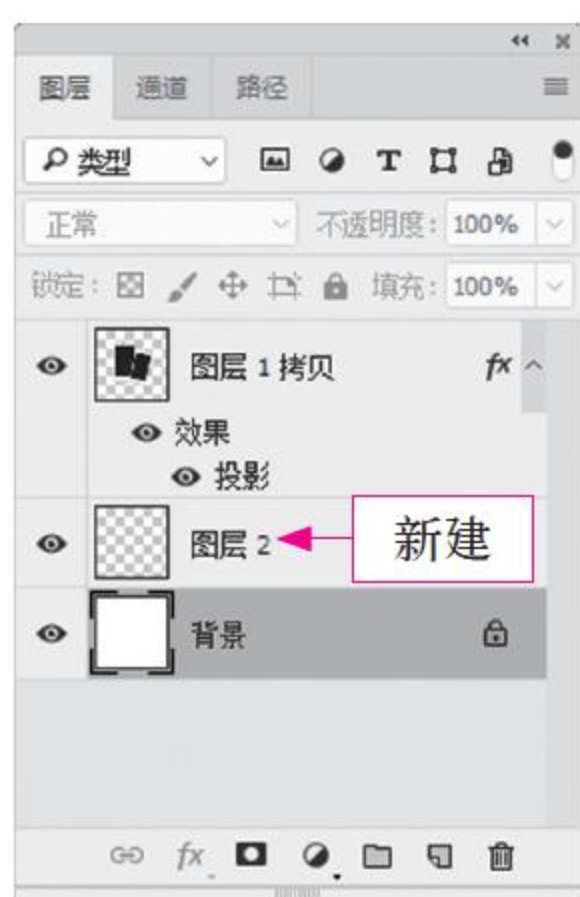 图层 通道 路径
类型 T
正常 不透明度: 100%
锁定: 填充: 100%
图层 1 拷贝 fx
效果
投影
图层 2 新建
背景
fx